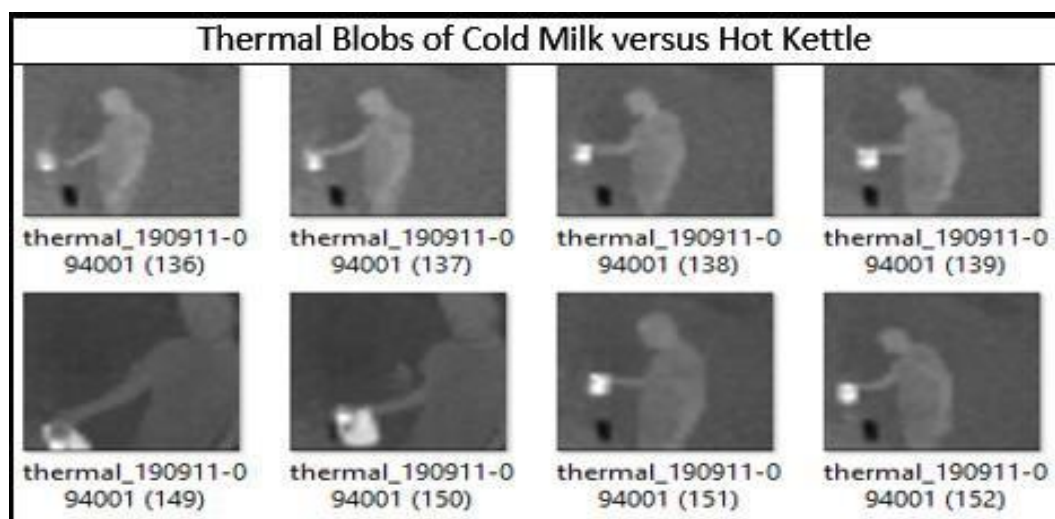 Thermal Blobs of Cold Milk versus Hot Kettle
thermal_190911-0
94001 (136)
thermal_190911-0
94001 (137)
thermal_190911-0
94001 (138)
thermal_190911-0
94001 (139)
thermal_190911-0
94001 (149)
thermal_190911-0
94001 (150)
thermal_190911-0
94001 (151)
thermal_190911-0
94001 (152)